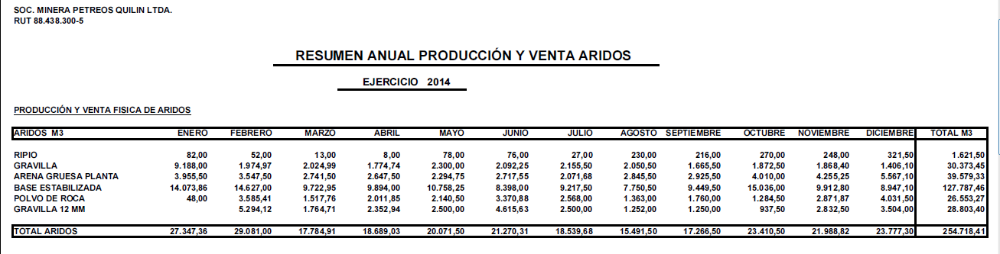 SOC. MINERA PETREOS QUILIN LTDA.
RUT 88.438.300-5
RESUMEN ANUAL PRODUCCIÓN Y VENTA ARIDOS
EJERCICIO 2014
PRODUCCIÓN Y VENTA FISICA DE ARIDOS
ARIDOS M3 ENERO FEBRERO MARZO ABRIL MAYO JUNIO JULIO AGOSTO SEPTIEMBRE OCTUBRE NOVIEMBRE DICIEMBRE TOTAL M3
RIPIO 82,00 52,00 13,00 8,00 78,00 76,00 27,00 230,00 216,00 270,00 248,00 321,50 1.621,50
GRAVILLA 9.188,00 1.974,97 2.024,99 1.774,74 2.300,00 2.092,25 2.155,50 2.050,50 1.665,50 1.872,50 1.868,40 1.406,10 30.373,45
ARENA GRUESA PLANTA 3.955,50 3.547,50 2.741,50 2.647,50 2.294,75 2.717,55 2.071,68 2.845,50 2.925,50 4.010,00 4.255,25 5.567,10 39.579,33
BASE ESTABILIZADA 14.073,86 14.627,00 9.722,95 9.894,00 10.758,25 8.398,00 9.217,50 7.750,50 9.449,50 15.036,00 9.912,80 8.947,10 127.787,46
POLVO DE ROCA 48,00 3.585,41 1.517,76 2.011,85 2.140,50 3.370,88 2.568,00 1.363,00 1.760,00 1.284,50 2.871,87 4.031,50 26.553,27
GRAVILLA 12 MM 5.294,12 1.764,71 2.352,94 2.500,00 4.615,63 2.500,00 1.252,00 1.250,00 937,50 2.832,50 3.504,00 28.803,40
TOTAL ARIDOS 27.347,36 29.081,00 17.784,91 18.689,03 20.071,50 21.270,31 18.539,68 15.491,50 17.266,50 23.410,50 21.988,82 23.777,30 254.718,41